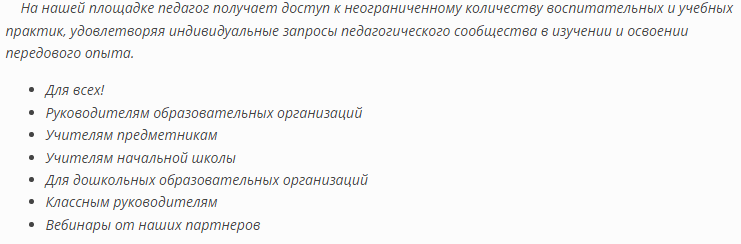 На нашей площадке педагог получает доступ к неограниченному количеству воспитательных и учебных
практик, удовлетворяя индивидуальные запросы педагогического сообщества в изучении и освоении
передового опыта.
• Для всех!
• Руководителям образовательных организаций
• Учителям предметникам
• Учителям начальной школы
• Для дошкольных образовательных организаций
• Классным руководителям
• Вебинары от наших партнеров